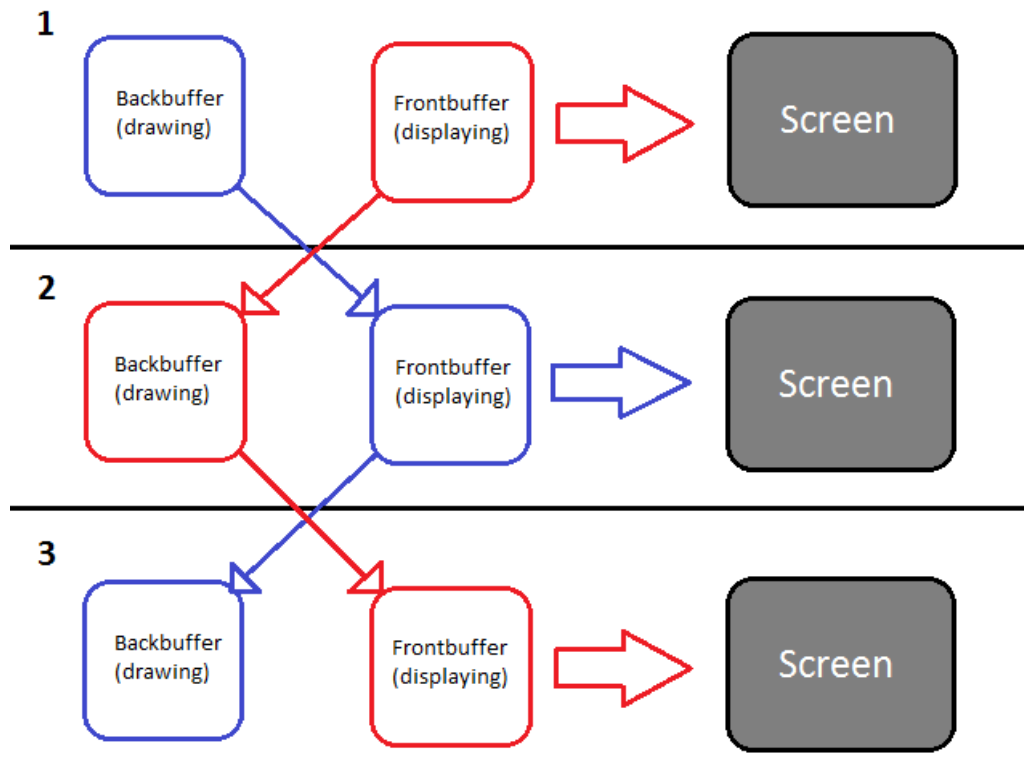 1
Backbuffer
(drawing)
Frontbuffer
(displaying)
Screen
2
Backbuffer
(drawing)
Frontbuffer
(displaying)
Screen
3
Backbuffer
(drawing)
Frontbuffer
(displaying)
Screen